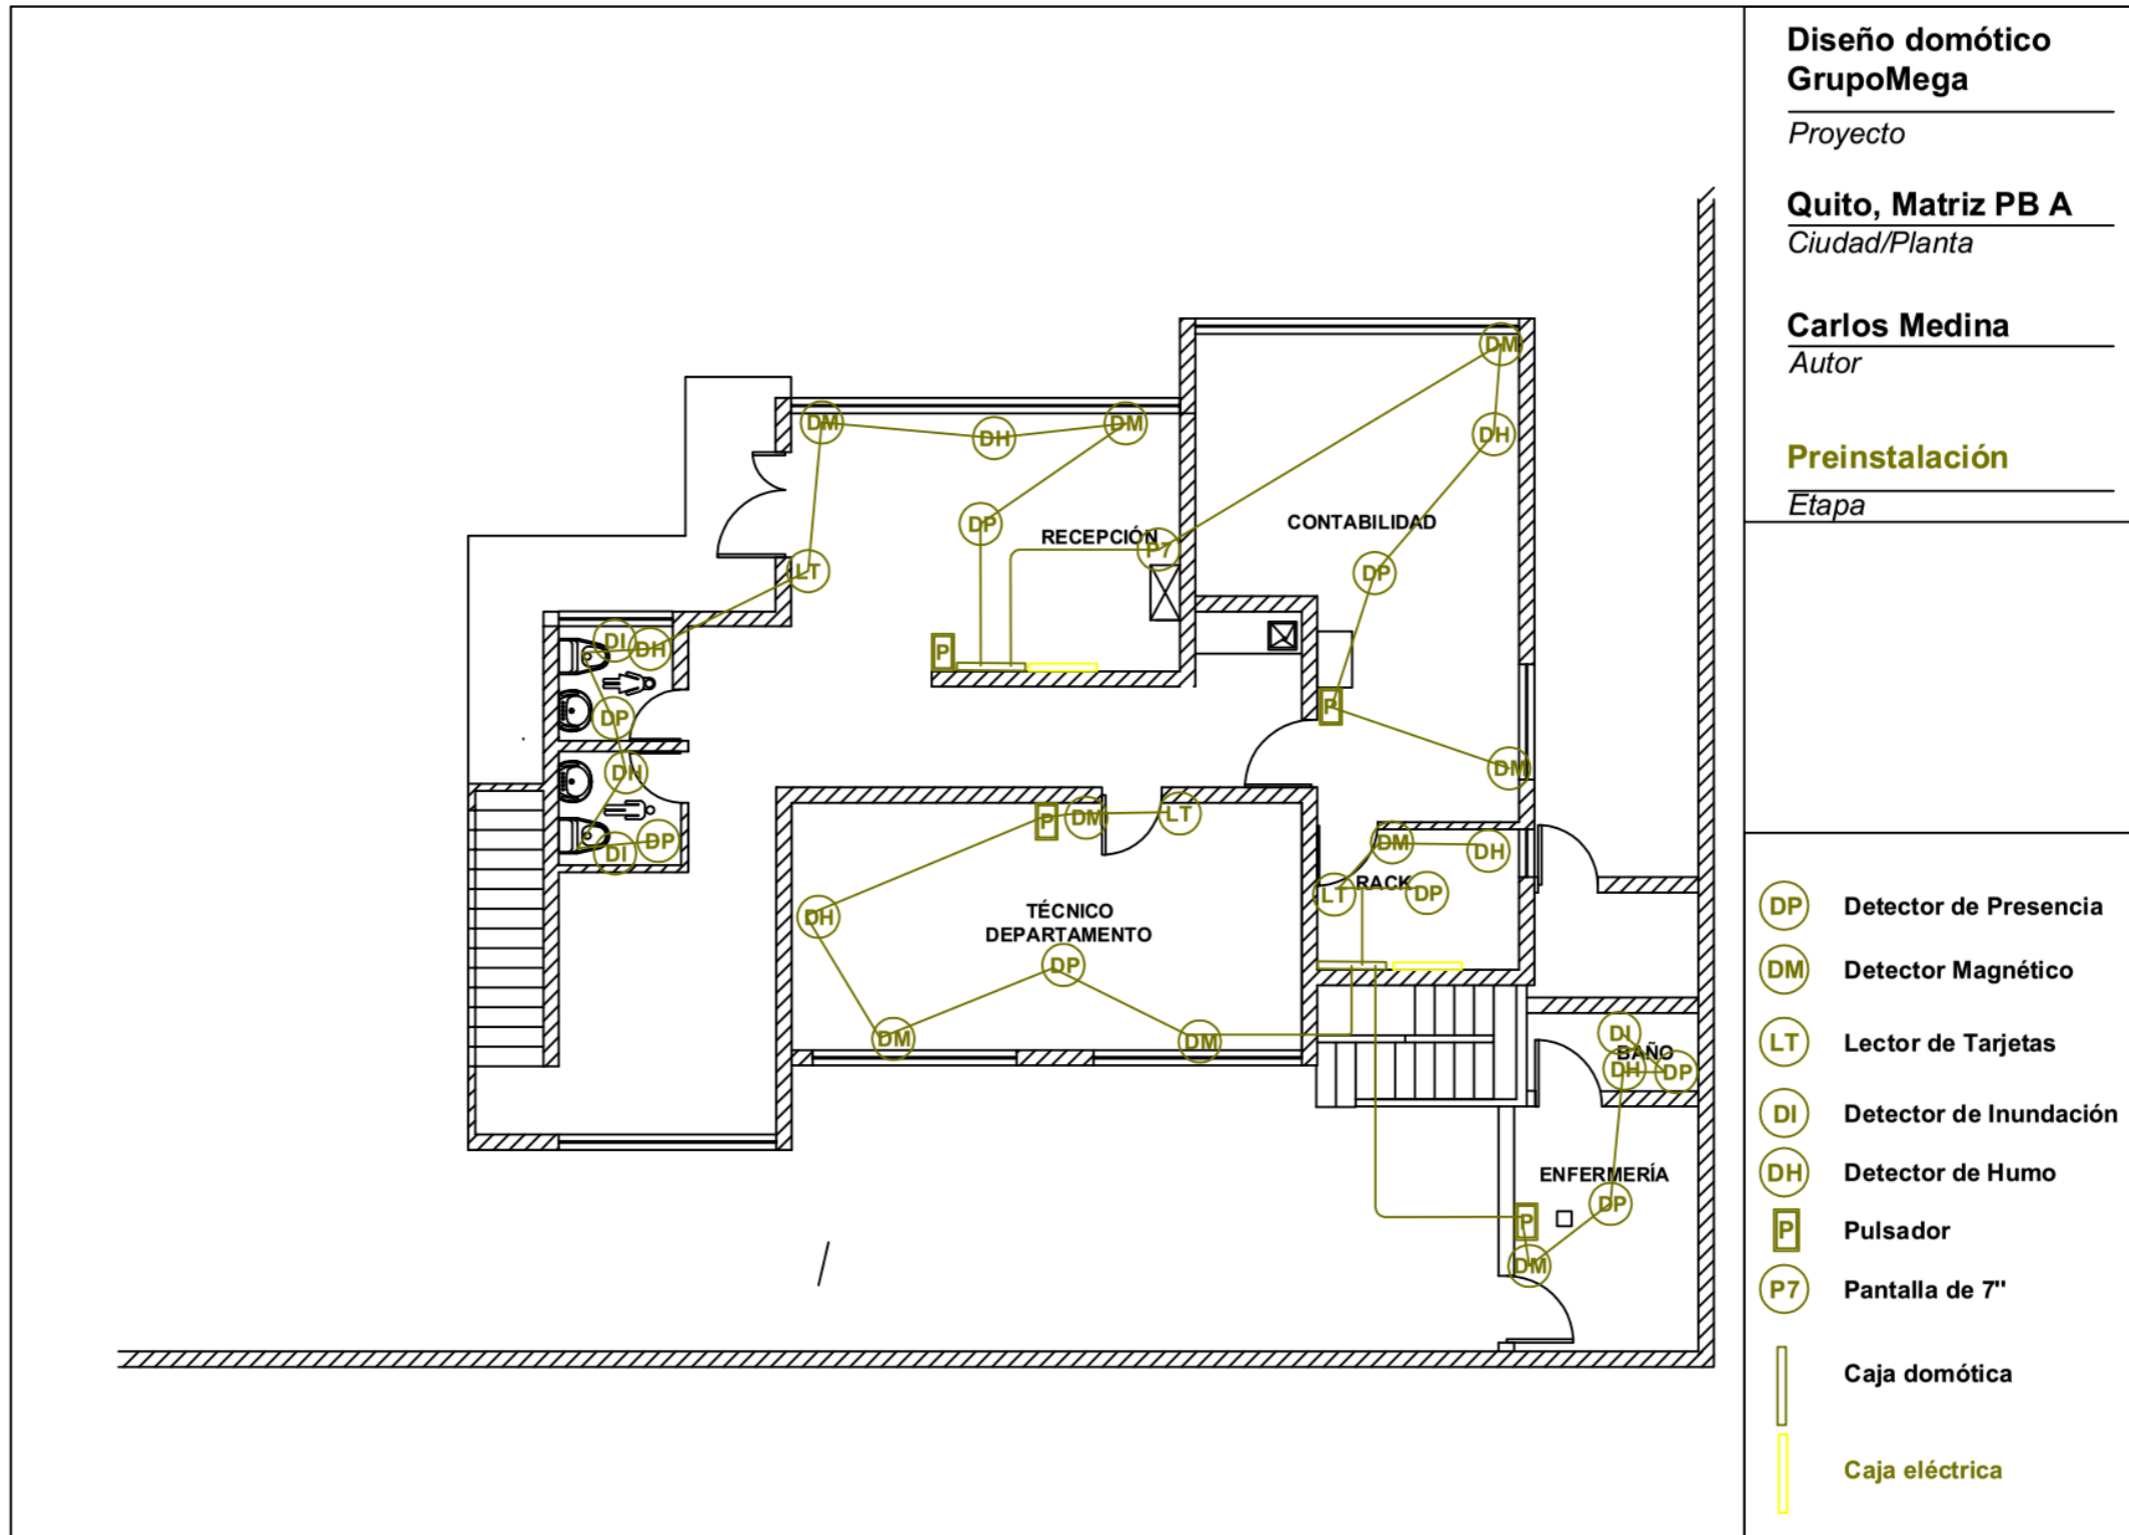 Diseño domótico
GrupoMega
Proyecto
Quito, Matriz PB A
Ciudad/Planta
Carlos Medina
Autor
Preinstalación
Etapa
DM
DM
DH
DM
DH
DP
RECEPCIÓN
P7
CONTABILIDAD
LT
DP
DI
DH
P
P
DP
DH
DM
P
DM
LT
DI
DP
DM
DH
RACK
LT
DP
DH
TÉCNICO
DEPARTAMENTO
DP
DM
DM
DI
BAÑO
DH
DP
ENFERMERÍA
DP
P
DM
DP
Detector de Presencia
DM
Detector Magnético
LT
Lector de Tarjetas
DI
Detector de Inundación
DH
Detector de Humo
P
Pulsador
P7
Pantalla de 7"
Caja domótica
Caja eléctrica